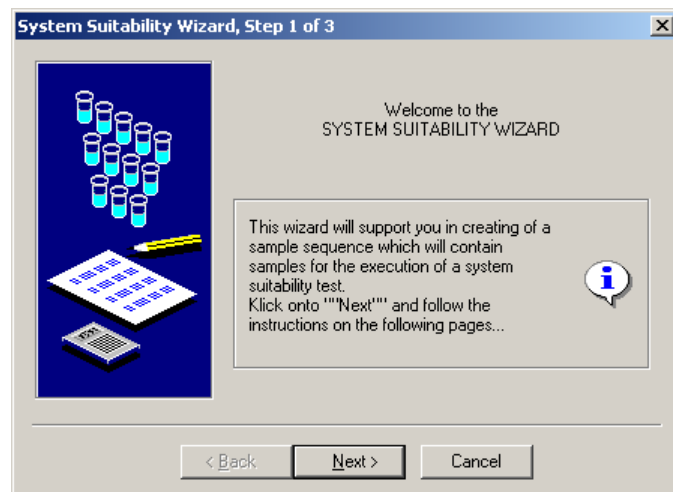 System Suitability Wizard, Step 1 of 3
Welcome to the
SYSTEM SUITABILITY WIZARD
This wizard will support you in creating of a
sample sequence which will contain
samples for the execution of a system
suitability test.
Klick onto ""Next"" and follow the
instructions on the following pages...
< Back
Next >
Cancel